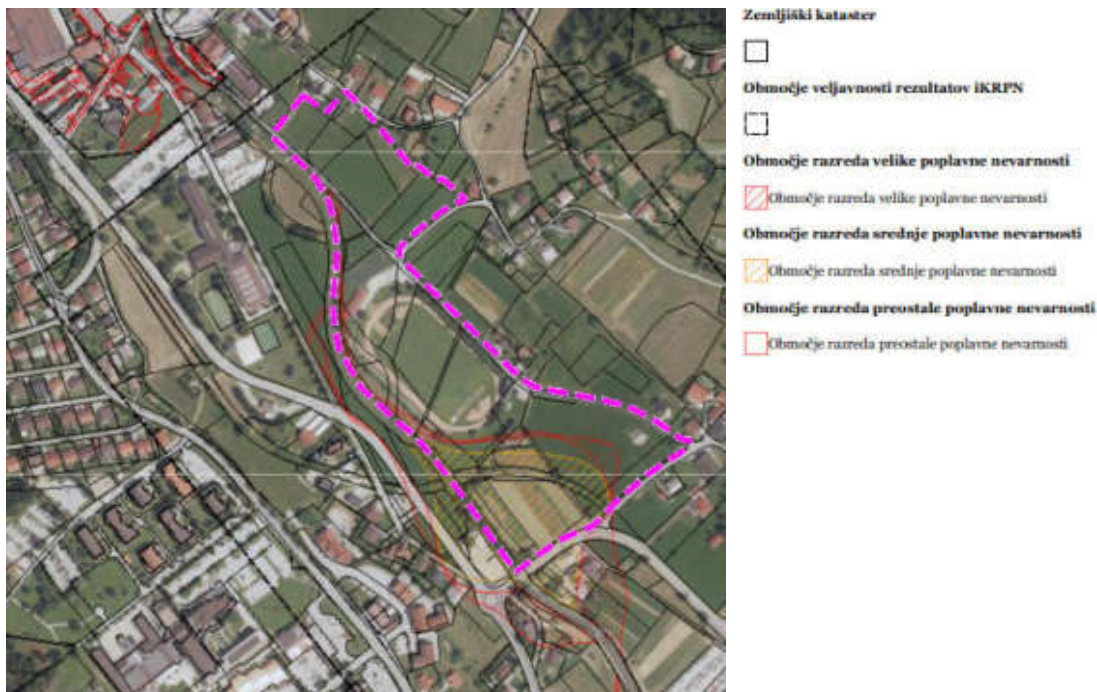 Zemljiški kataster
Območje veljavnosti rezultatov iKRPN
Območje razreda velike poplavne nevarnosti
Območje razreda velike poplavne nevarnosti
Območje razreda srednje poplavne nevarnosti
Območje razreda srednje poplavne nevarnosti
Območje razreda preostale poplavne nevarnosti
Območje razreda preostale poplavne nevarnosti